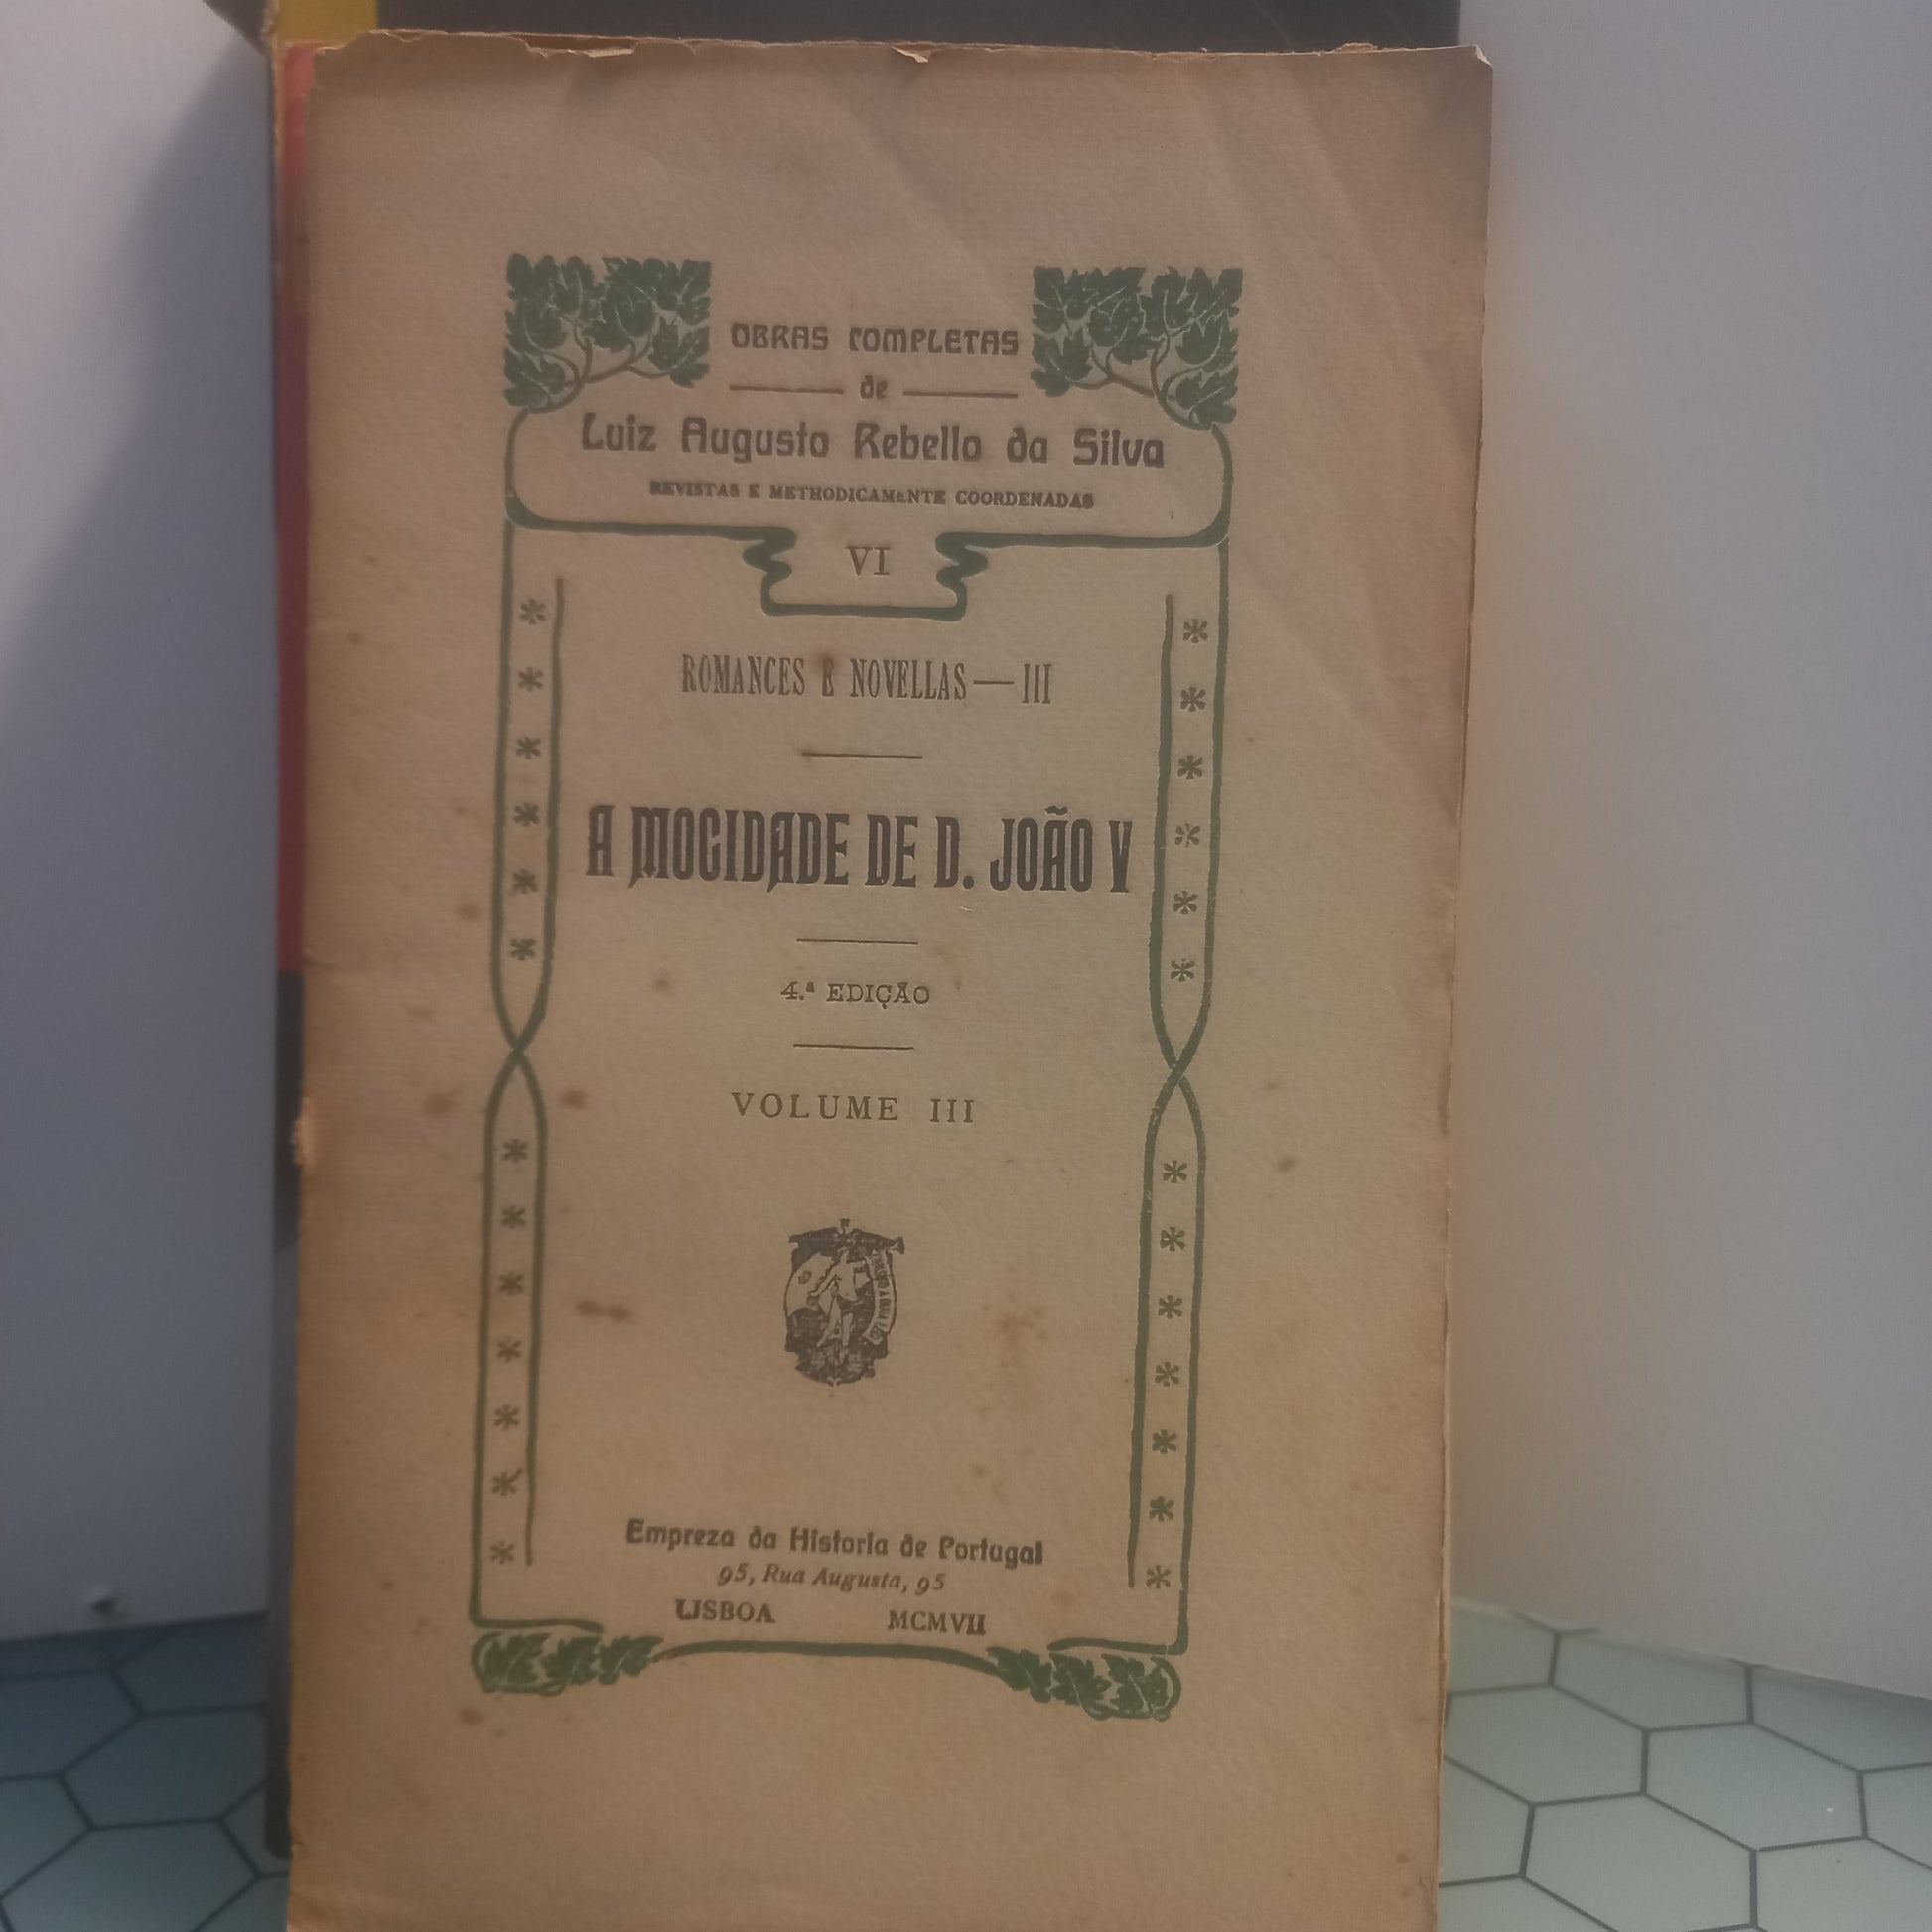 OBRAS COMPLETAS
de
Luiz Augusto Rebello da Silva
REVISTAS E METHODICAMENTE COORDENADAS
VI
ROMANCES E NOVELLAS — III
A MOCIDADE DE D. JOÃO V
4.ª EDIÇÃO
VOLUME III
Empreza da Historia de Portugal
95, Rua Augusta, 95
LISBOA MCMVII